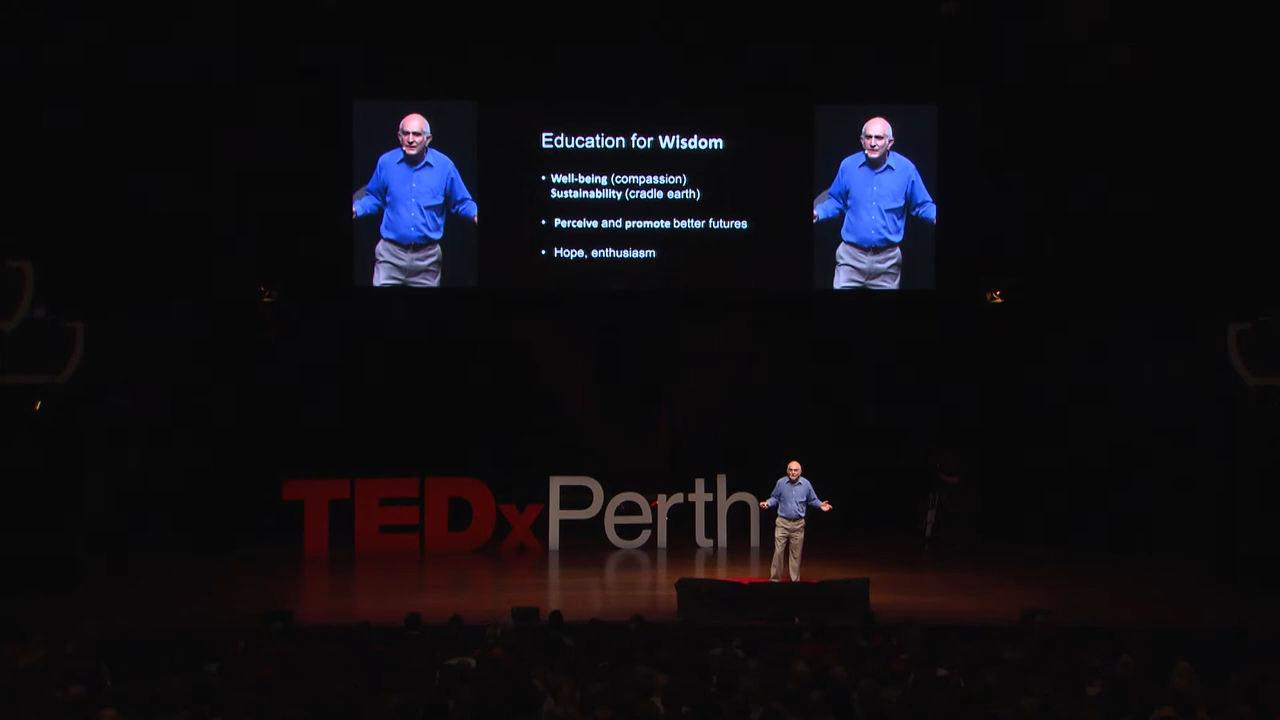 Education for Wisdom
• Well-being (compassion)
Sustainability (cradle earth)
• Perceive and promote better futures
• Hope, enthusiasm
TEDxPerth